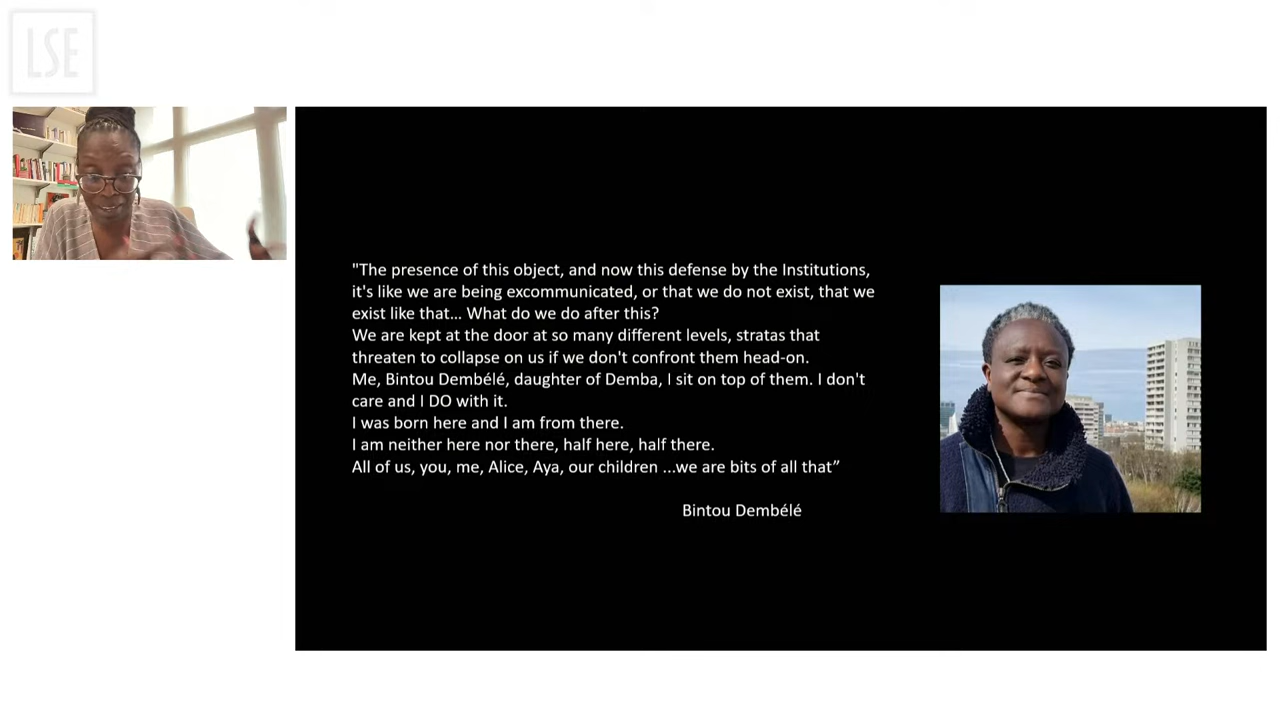 LSE
"The presence of this object, and now this defense by the Institutions,
it's like we are being excommunicated, or that we do not exist, that we
exist like that... What do we do after this?
We are kept at the door at so many different levels, stratas that
threaten to collapse on us if we don't confront them head-on.
Me, Bintou Dembélé, daughter of Demba, I sit on top of them. I don't
care and I DO with it.
I was born here and I am from there.
I am neither here nor there, half here, half there.
All of us, you, me, Alice, Aya, our children ...we are bits of all that”
Bintou Dembélé